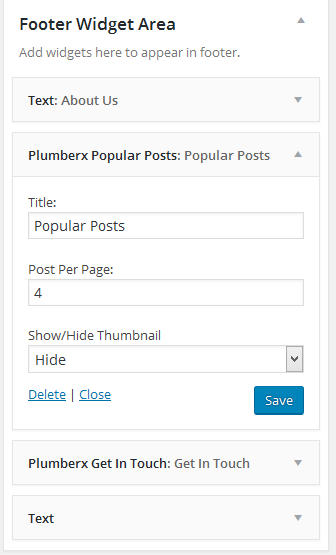 Footer Widget Area
Add widgets here to appear in footer.
Text: About Us
Plumberx Popular Posts: Popular Posts
Title:
Popular Posts
Post Per Page:
4
Show/Hide Thumbnail
Hide
Delete | Close Save
Plumberx Get In Touch: Get In Touch
Text